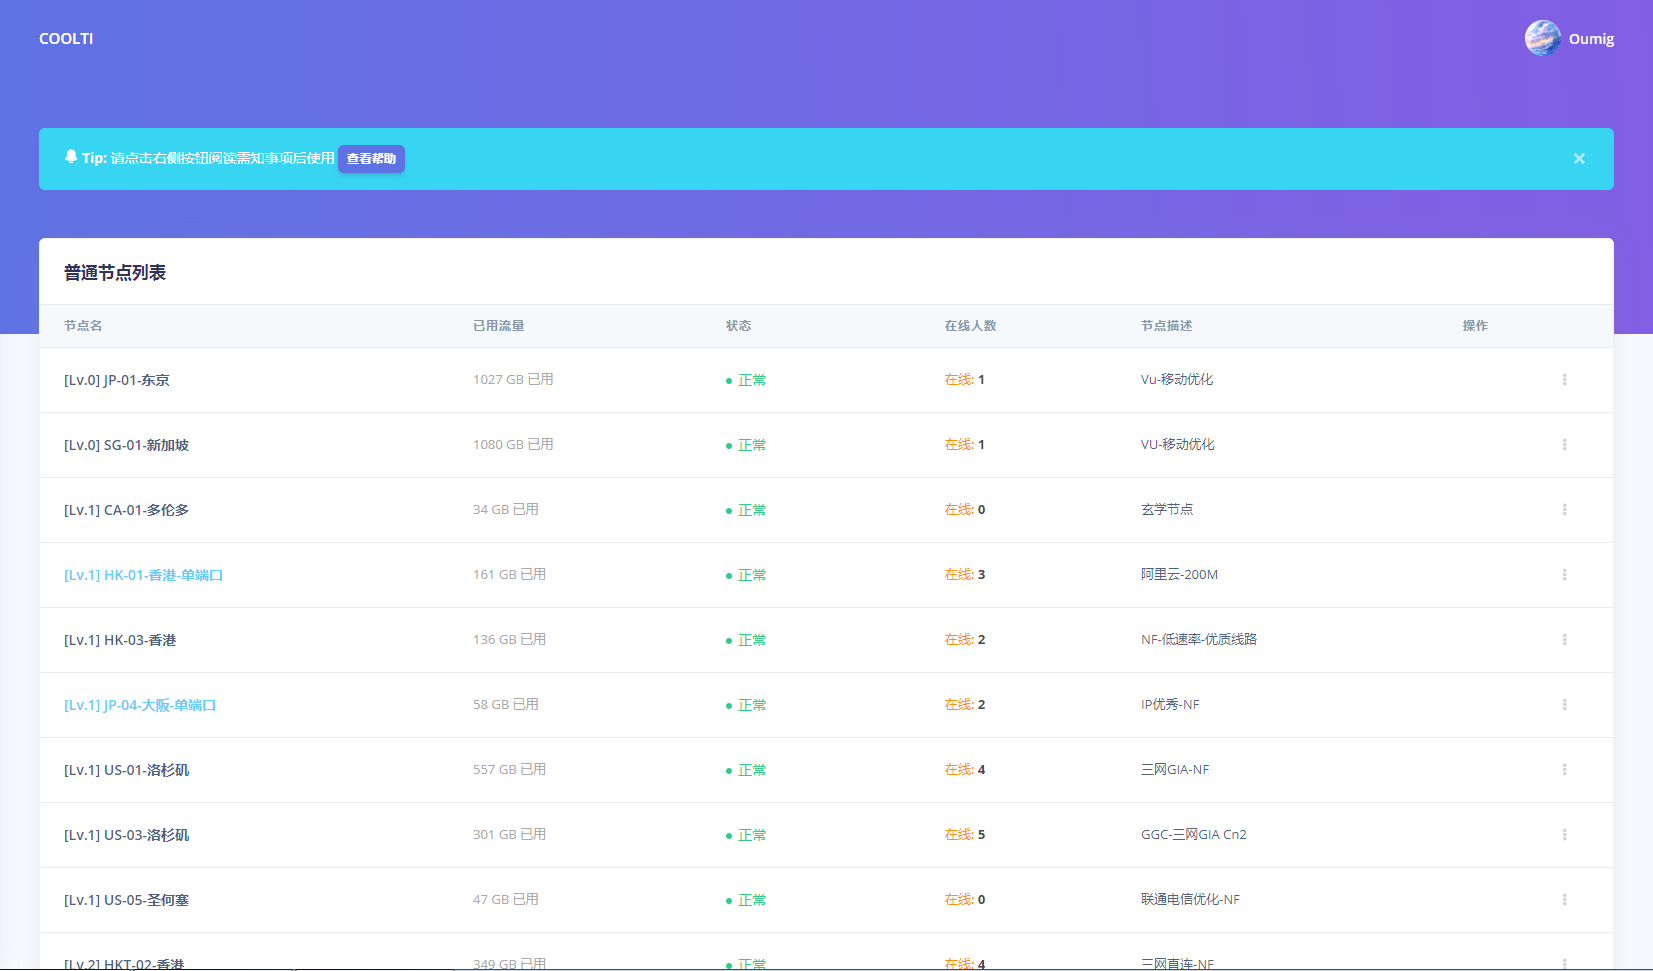 COOLTI
Oumig
Tip: 请点击右侧按钮阅读需知事项后使用 查看帮助 ×
普通节点列表
节点名 已用流量 状态 在线人数 节点描述 操作
[Lv.0] JP-01-东京 1027 GB 已用 正常 在线: 1 Vu-移动优化
[Lv.0] SG-01-新加坡 1080 GB 已用 正常 在线: 1 VU-移动优化
[Lv.1] CA-01-多伦多 34 GB 已用 正常 在线: 0 玄学节点
[Lv.1] HK-01-香港-单端口 161 GB 已用 正常 在线: 3 阿里云-200M
[Lv.1] HK-03-香港 136 GB 已用 正常 在线: 2 NF-低速率-优质线路
[Lv.1] JP-04-大阪-单端口 58 GB 已用 正常 在线: 2 IP优秀-NF
[Lv.1] US-01-洛杉矶 557 GB 已用 正常 在线: 4 三网GIA-NF
[Lv.1] US-03-洛杉矶 301 GB 已用 正常 在线: 5 GGC-三网GIA Cn2
[Lv.1] US-05-圣何塞 47 GB 已用 正常 在线: 0 联通电信优化-NF
[Lv.2] HKT-02-香港 349 GB 已用 正常 在线: 4 三网直连-NF